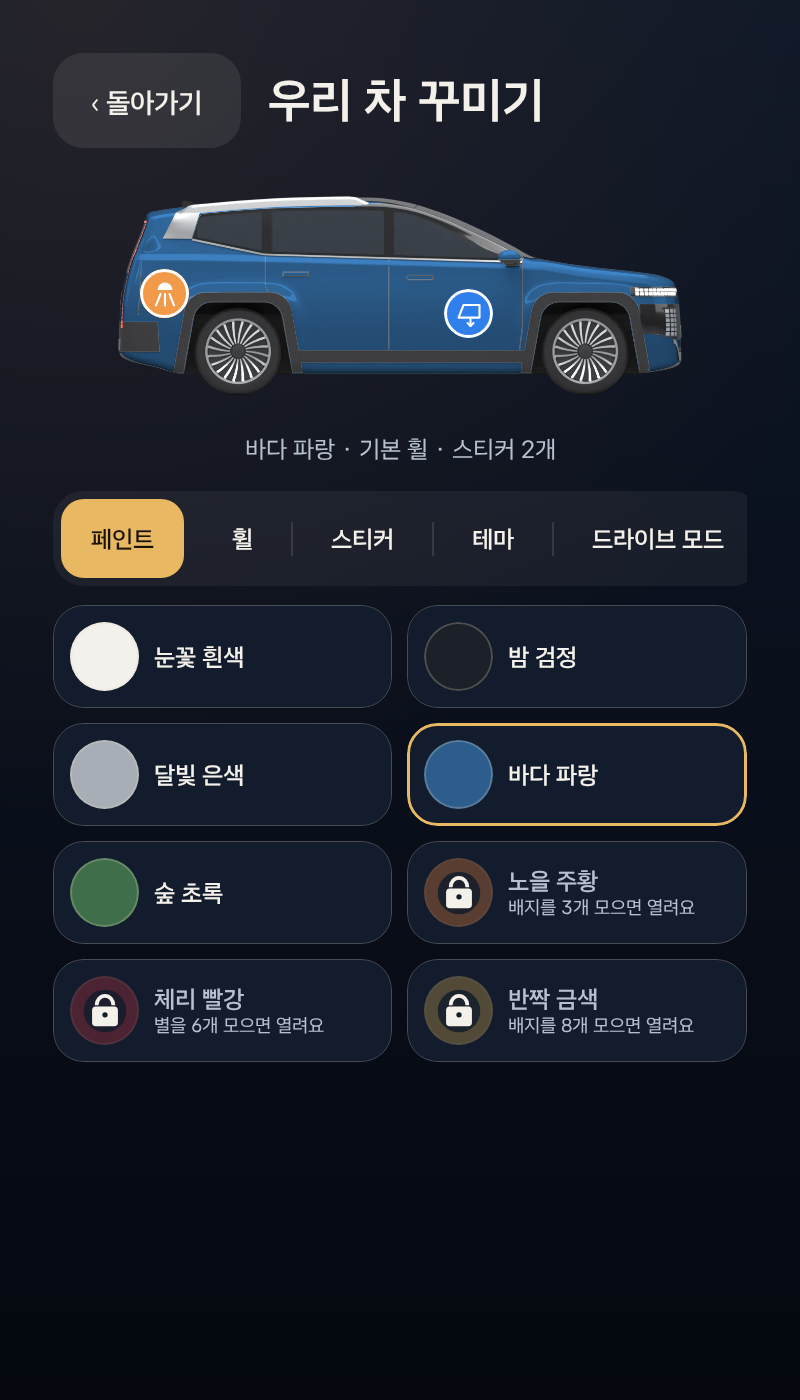 ‹ 돌아가기
우리 차 꾸미기
바다 파랑 · 기본 휠 · 스티커 2개
페인트 휠 스티커 테마 드라이브 모드
눈꽃 흰색
밤 검정
달빛 은색
바다 파랑
숲 초록
노을 주황
배지를 3개 모으면 열려요
체리 빨강
별을 6개 모으면 열려요
반짝 금색
배지를 8개 모으면 열려요